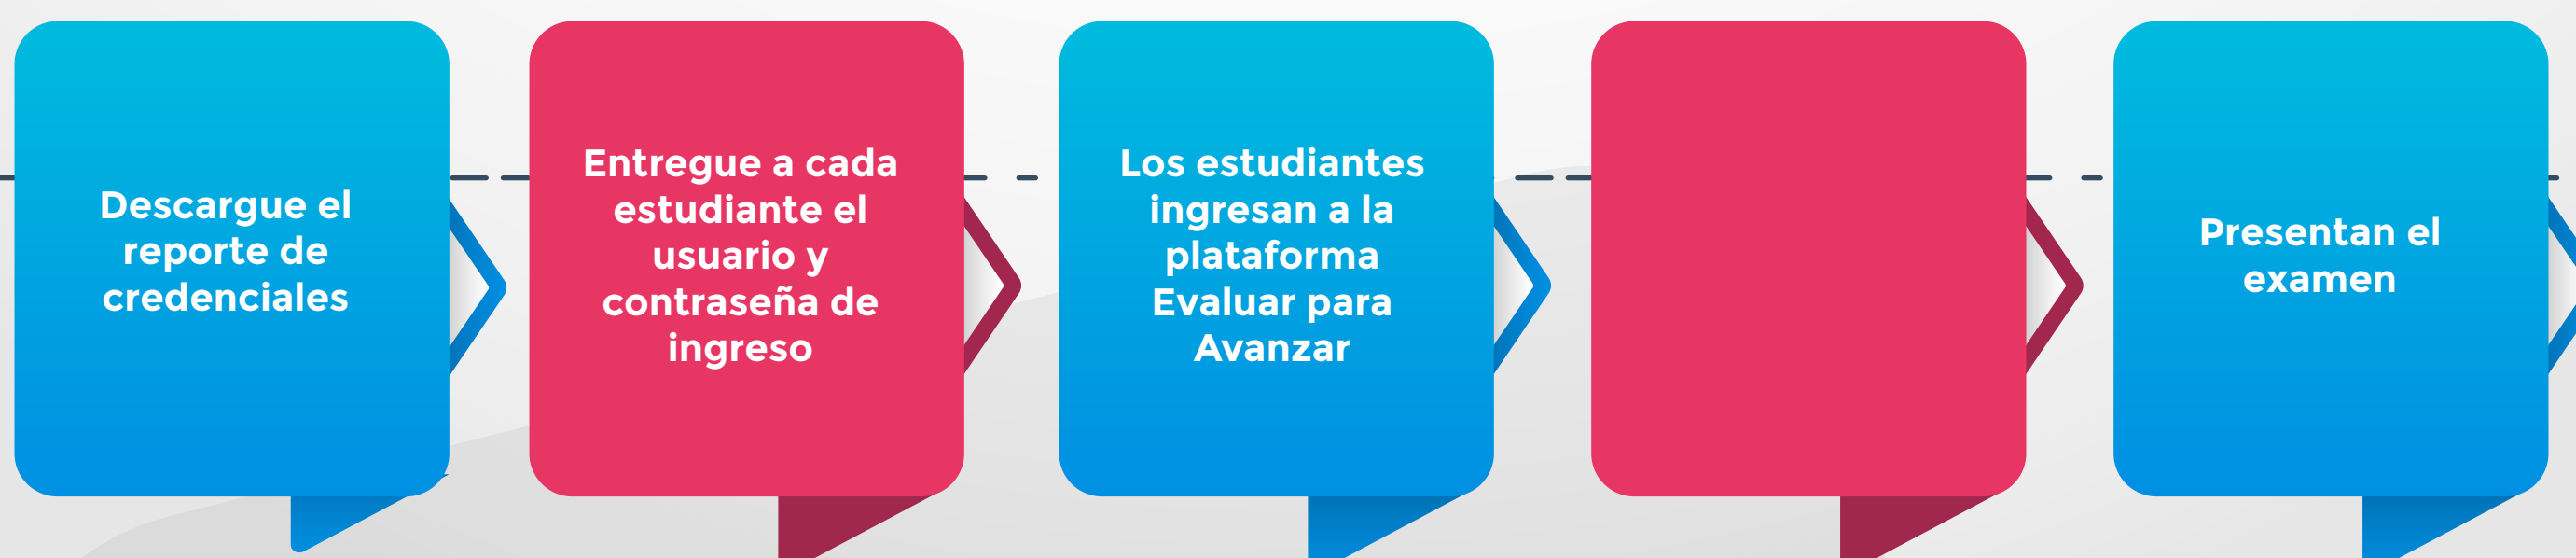 Descargue el
reporte de
credenciales
Entregue a cada
estudiante el
usuario y
contraseña de
ingreso
Los estudiantes
ingresan a la
plataforma
Evaluar para
Avanzar
Presentan el
examen